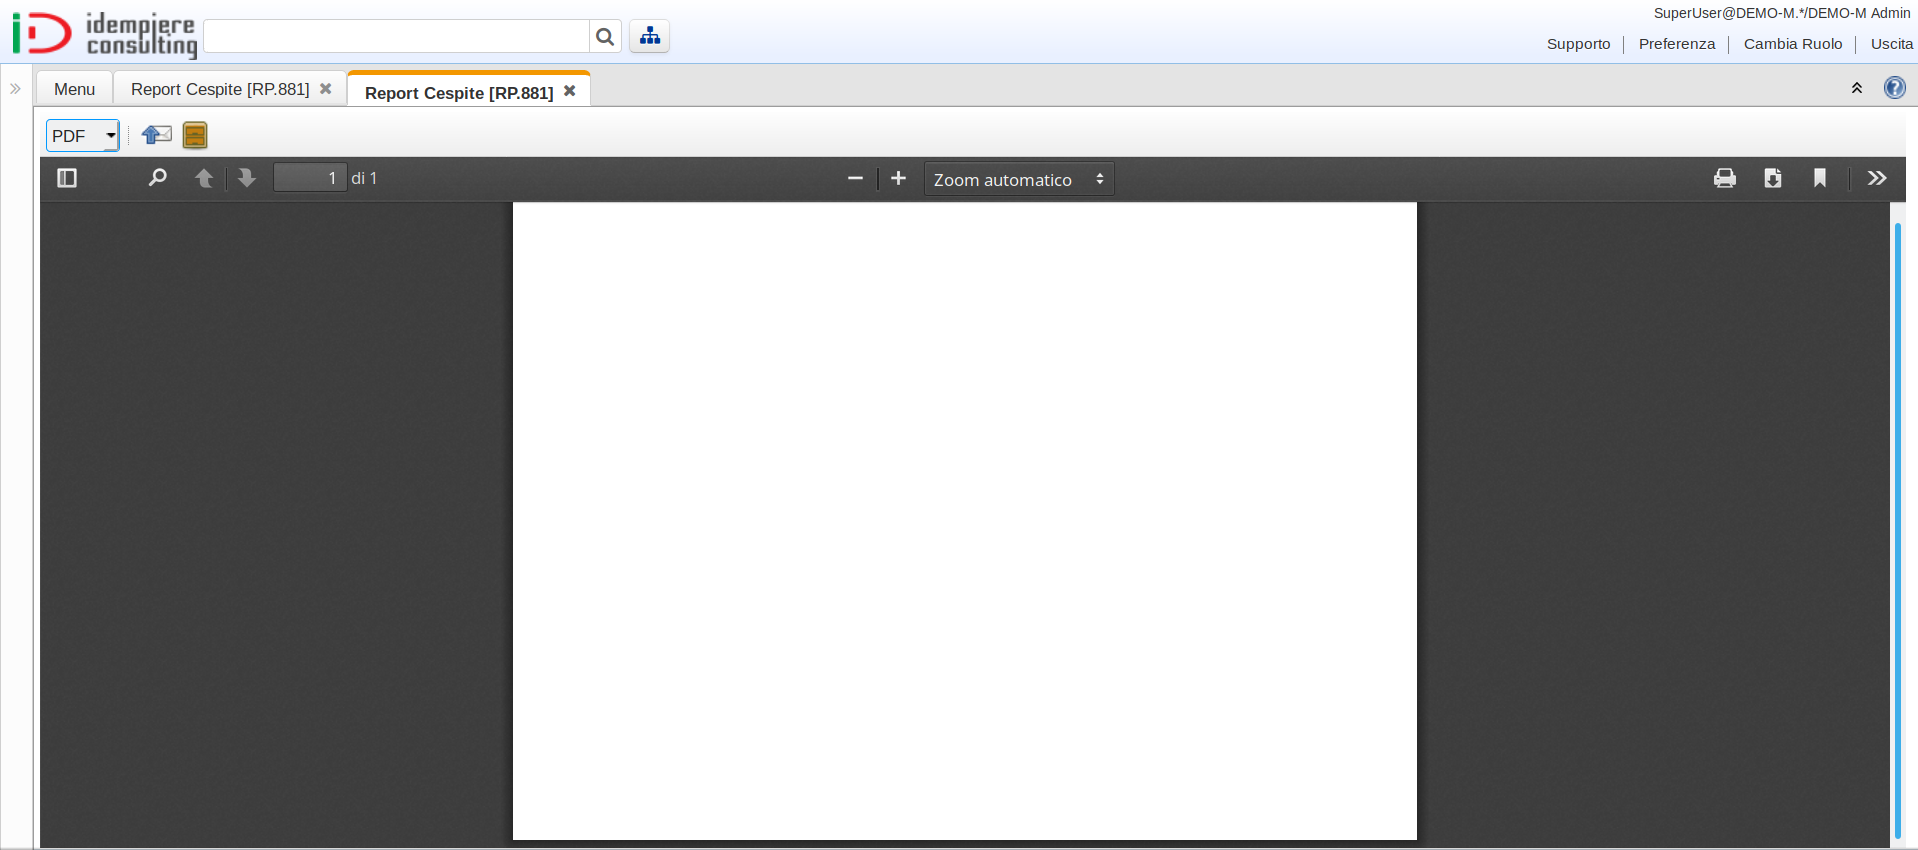 idempiere
consulting
SuperUser@DEMO-M.*/DEMO-M Admin
Supporto Preferenza Cambia Ruolo Uscita
Menu Report Cespite [RP.881] Report Cespite [RP.881]
PDF
1 di 1 Zoom automatico